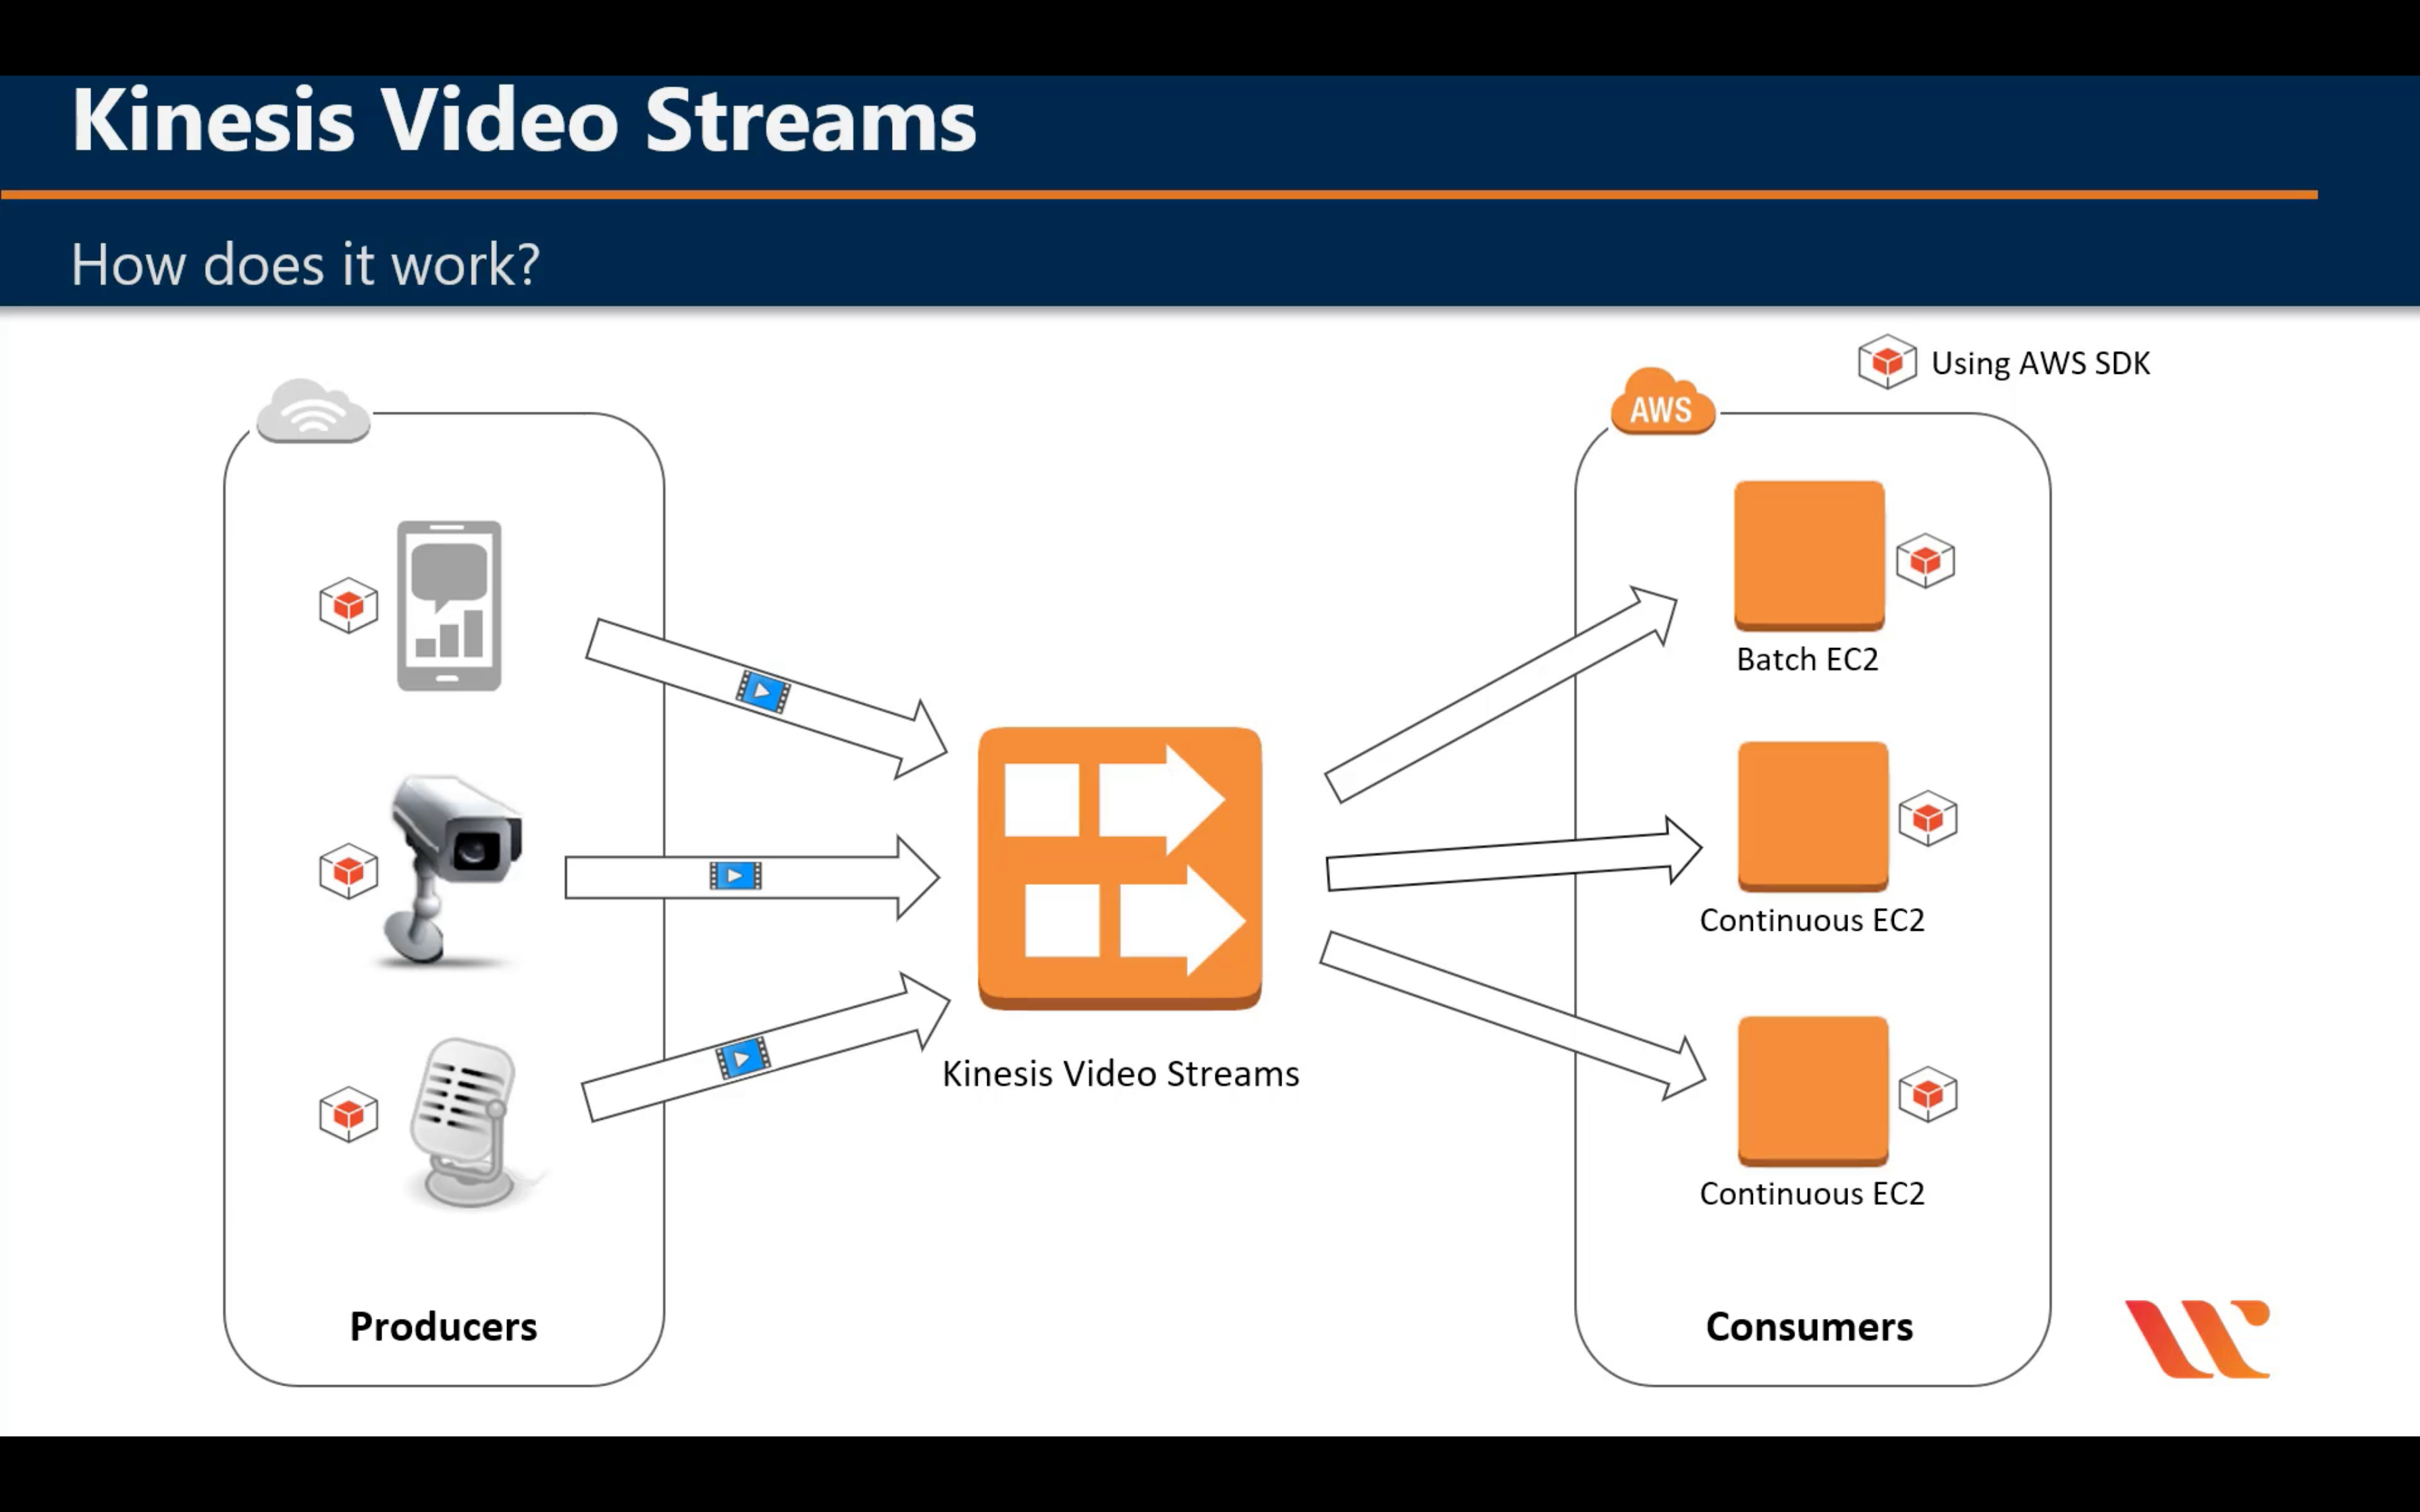 Kinesis Video Streams
How does it work?
Using AWS SDK
AWS
Batch EC2
Continuous EC2
Kinesis Video Streams
Continuous EC2
Producers
Consumers